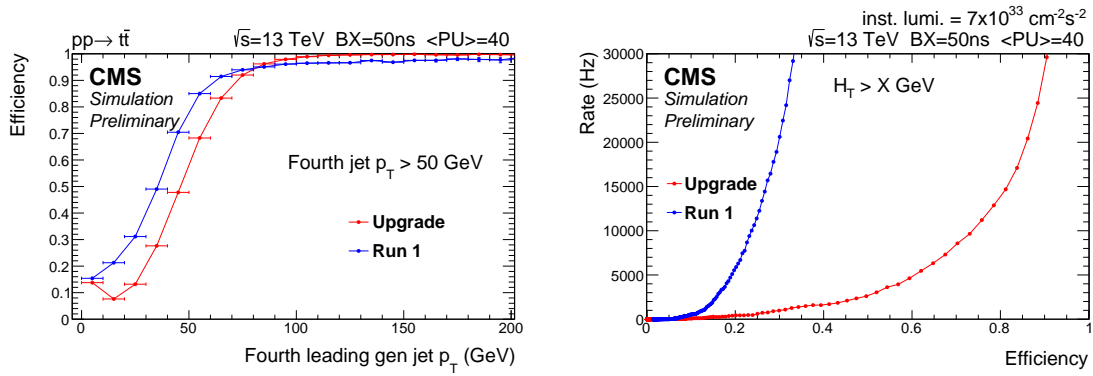 pp→ tt̄
√s=13 TeV BX=50ns <PU>=40
Efficiency
1
0.9
0.8
0.7
0.6
0.5
0.4
0.3
0.2
0.1
0
CMS
Simulation
Preliminary
Fourth jet p_T > 50 GeV
Upgrade
Run 1
0 50 100 150 200
Fourth leading gen jet p_T (GeV)
inst. lumi. = 7x10³³ cm⁻²s⁻²
√s=13 TeV BX=50ns <PU>=40
Rate (Hz)
30000
25000
20000
15000
10000
5000
0
CMS
Simulation
Preliminary
H_T > X GeV
Upgrade
Run 1
0 0.2 0.4 0.6 0.8 1
Efficiency